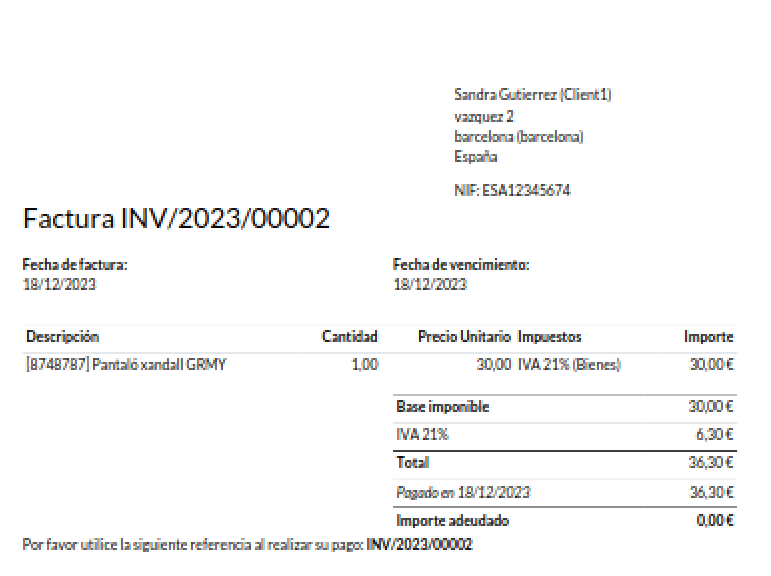 Sandra Gutierrez (Client1)
vazquez 2
barcelona (barcelona)
España
NIF: ESA12345674
Factura INV/2023/00002
Fecha de factura: Fecha de vencimiento:
18/12/2023 18/12/2023
Descripción Cantidad Precio Unitario Impuestos Importe
[8748787] Pantaló xandall GRMY 1,00 30,00 IVA 21% (Bienes) 30,00 €
Base imponible 30,00 €
IVA 21% 6,30 €
Total 36,30 €
Pagado en 18/12/2023 36,30 €
Importe adeudado 0,00 €
Por favor utilice la siguiente referencia al realizar su pago: INV/2023/00002